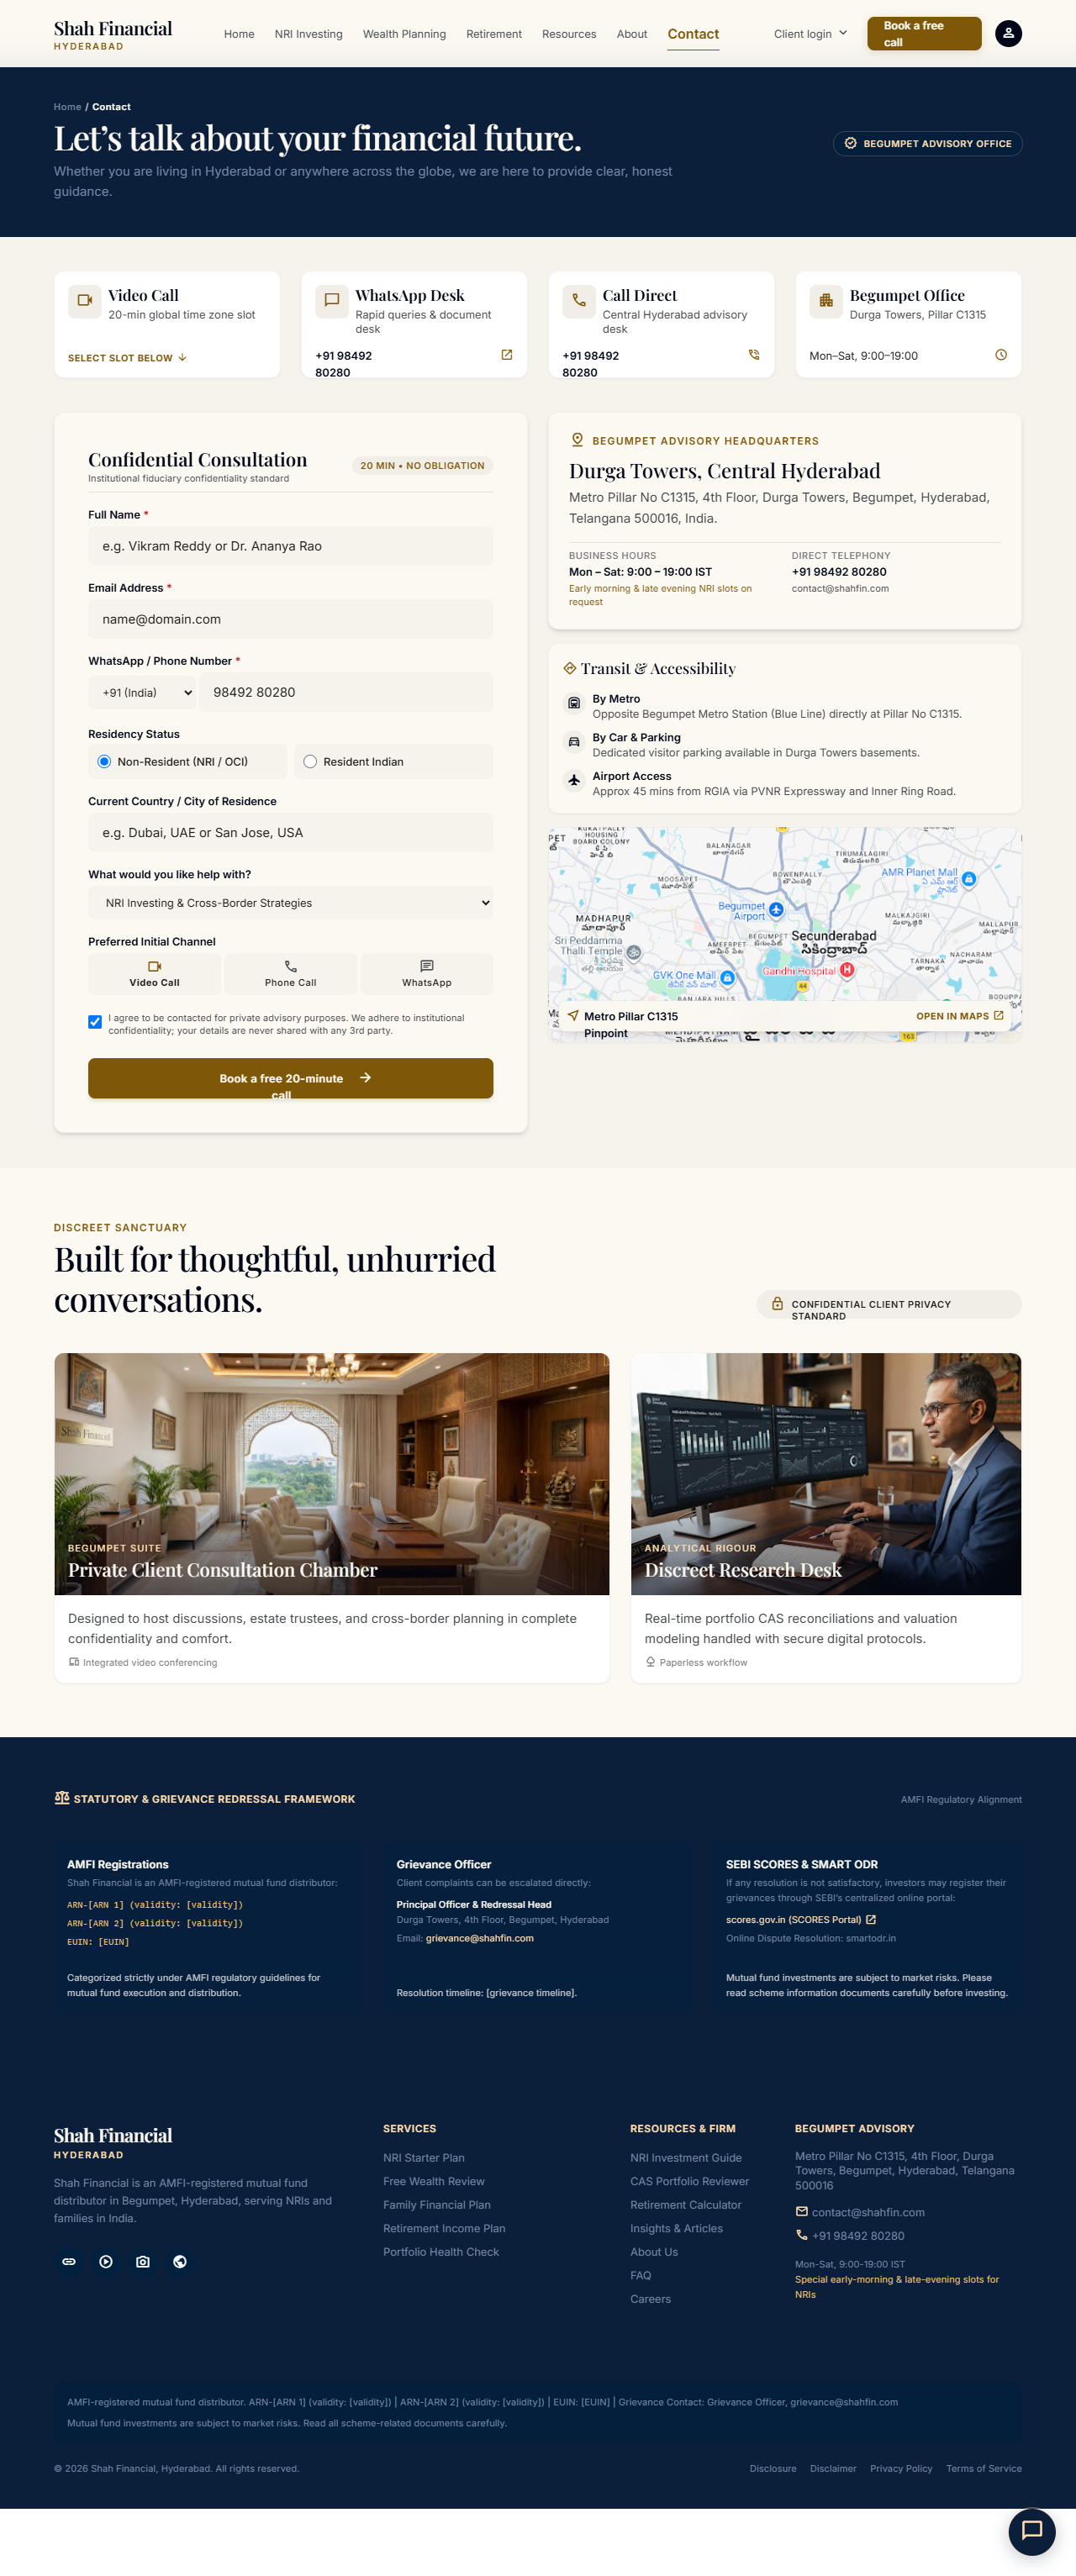 Shah Financial
HYDERABAD
Home
NRI Investing
Wealth Planning
Retirement
Resources
About
Contact
Client login
Book a free
call
Home / Contact
Let’s talk about your financial future.
Whether you are living in Hyderabad or anywhere across the globe, we are here to provide clear, honest
guidance.
BEGUMPET ADVISORY OFFICE
Video Call
20-min global time zone slot
SELECT SLOT BELOW
WhatsApp Desk
Rapid queries & document
desk
+91 98492
80280
Call Direct
Central Hyderabad advisory
desk
+91 98492
80280
Begumpet Office
Durga Towers, Pillar C1315
Mon–Sat, 9:00–19:00
Confidential Consultation
Institutional fiduciary confidentiality standard
20 MIN • NO OBLIGATION
Full Name *
e.g. Vikram Reddy or Dr. Ananya Rao
Email Address *
name@domain.com
WhatsApp / Phone Number *
+91 (India)
98492 80280
Residency Status
Non-Resident (NRI / OCI)
Resident Indian
Current Country / City of Residence
e.g. Dubai, UAE or San Jose, USA
What would you like help with?
NRI Investing & Cross-Border Strategies
Preferred Initial Channel
Video Call
Phone Call
WhatsApp
I agree to be contacted for private advisory purposes. We adhere to institutional
confidentiality; your details are never shared with any 3rd party.
Book a free 20-minute
call
BEGUMPET ADVISORY HEADQUARTERS
Durga Towers, Central Hyderabad
Metro Pillar No C1315, 4th Floor, Durga Towers, Begumpet, Hyderabad,
Telangana 500016, India.
BUSINESS HOURS
Mon – Sat: 9:00 – 19:00 IST
Early morning & late evening NRI slots on
request
DIRECT TELEPHONY
+91 98492 80280
contact@shahfin.com
Transit & Accessibility
By Metro
Opposite Begumpet Metro Station (Blue Line) directly at Pillar No C1315.
By Car & Parking
Dedicated visitor parking available in Durga Towers basements.
Airport Access
Approx 45 mins from RGIA via PVNR Expressway and Inner Ring Road.
KUKATPALLY
HOUSING
BOARD COLONY
BALANAGAR
TIRUMALAGIRI
MOOSAPET
BOWENPALLY
AMR Planet Mall
Begumpet
Airport
MADHAPUR
MALKAJGIRI
BEGUMPET
Secunderabad
సికింద్రాబాద్
Sri Peddamma
Thalli Temple
AMEERPET
TARNAKA
NACHARAM
GVK One Mall
Gandhi Hospital
44
BANJARA HILLS
Metro Pillar C1315
Pinpoint
OPEN IN MAPS
MEHDIPATNAM
163
DISCREET SANCTUARY
Built for thoughtful, unhurried
conversations.
CONFIDENTIAL CLIENT PRIVACY
STANDARD
Shah Financial
BEGUMPET SUITE
Private Client Consultation Chamber
Designed to host discussions, estate trustees, and cross-border planning in complete
confidentiality and comfort.
Integrated video conferencing
ANALYTICAL RIGOUR
Discreet Research Desk
Real-time portfolio CAS reconciliations and valuation
modeling handled with secure digital protocols.
Paperless workflow
STATUTORY & GRIEVANCE REDRESSAL FRAMEWORK
AMFI Regulatory Alignment
AMFI Registrations
Shah Financial is an AMFI-registered mutual fund distributor:
ARN-[ARN 1] (validity: [validity])
ARN-[ARN 2] (validity: [validity])
EUIN: [EUIN]
Categorized strictly under AMFI regulatory guidelines for
mutual fund execution and distribution.
Grievance Officer
Client complaints can be escalated directly:
Principal Officer & Redressal Head
Durga Towers, 4th Floor, Begumpet, Hyderabad
Email: grievance@shahfin.com
Resolution timeline: [grievance timeline].
SEBI SCORES & SMART ODR
If any resolution is not satisfactory, investors may register their
grievances through SEBI’s centralized online portal:
scores.gov.in (SCORES Portal)
Online Dispute Resolution: smartodr.in
Mutual fund investments are subject to market risks. Please
read scheme information documents carefully before investing.
Shah Financial
HYDERABAD
Shah Financial is an AMFI-registered mutual fund
distributor in Begumpet, Hyderabad, serving NRIs and
families in India.
SERVICES
NRI Starter Plan
Free Wealth Review
Family Financial Plan
Retirement Income Plan
Portfolio Health Check
RESOURCES & FIRM
NRI Investment Guide
CAS Portfolio Reviewer
Retirement Calculator
Insights & Articles
About Us
FAQ
Careers
BEGUMPET ADVISORY
Metro Pillar No C1315, 4th Floor, Durga
Towers, Begumpet, Hyderabad, Telangana
500016
contact@shahfin.com
+91 98492 80280
Mon-Sat, 9:00-19:00 IST
Special early-morning & late-evening slots for
NRIs
AMFI-registered mutual fund distributor. ARN-[ARN 1] (validity: [validity]) | ARN-[ARN 2] (validity: [validity]) | EUIN: [EUIN] | Grievance Contact: Grievance Officer, grievance@shahfin.com
Mutual fund investments are subject to market risks. Read all scheme-related documents carefully.
© 2026 Shah Financial, Hyderabad. All rights reserved.
Disclosure
Disclaimer
Privacy Policy
Terms of Service